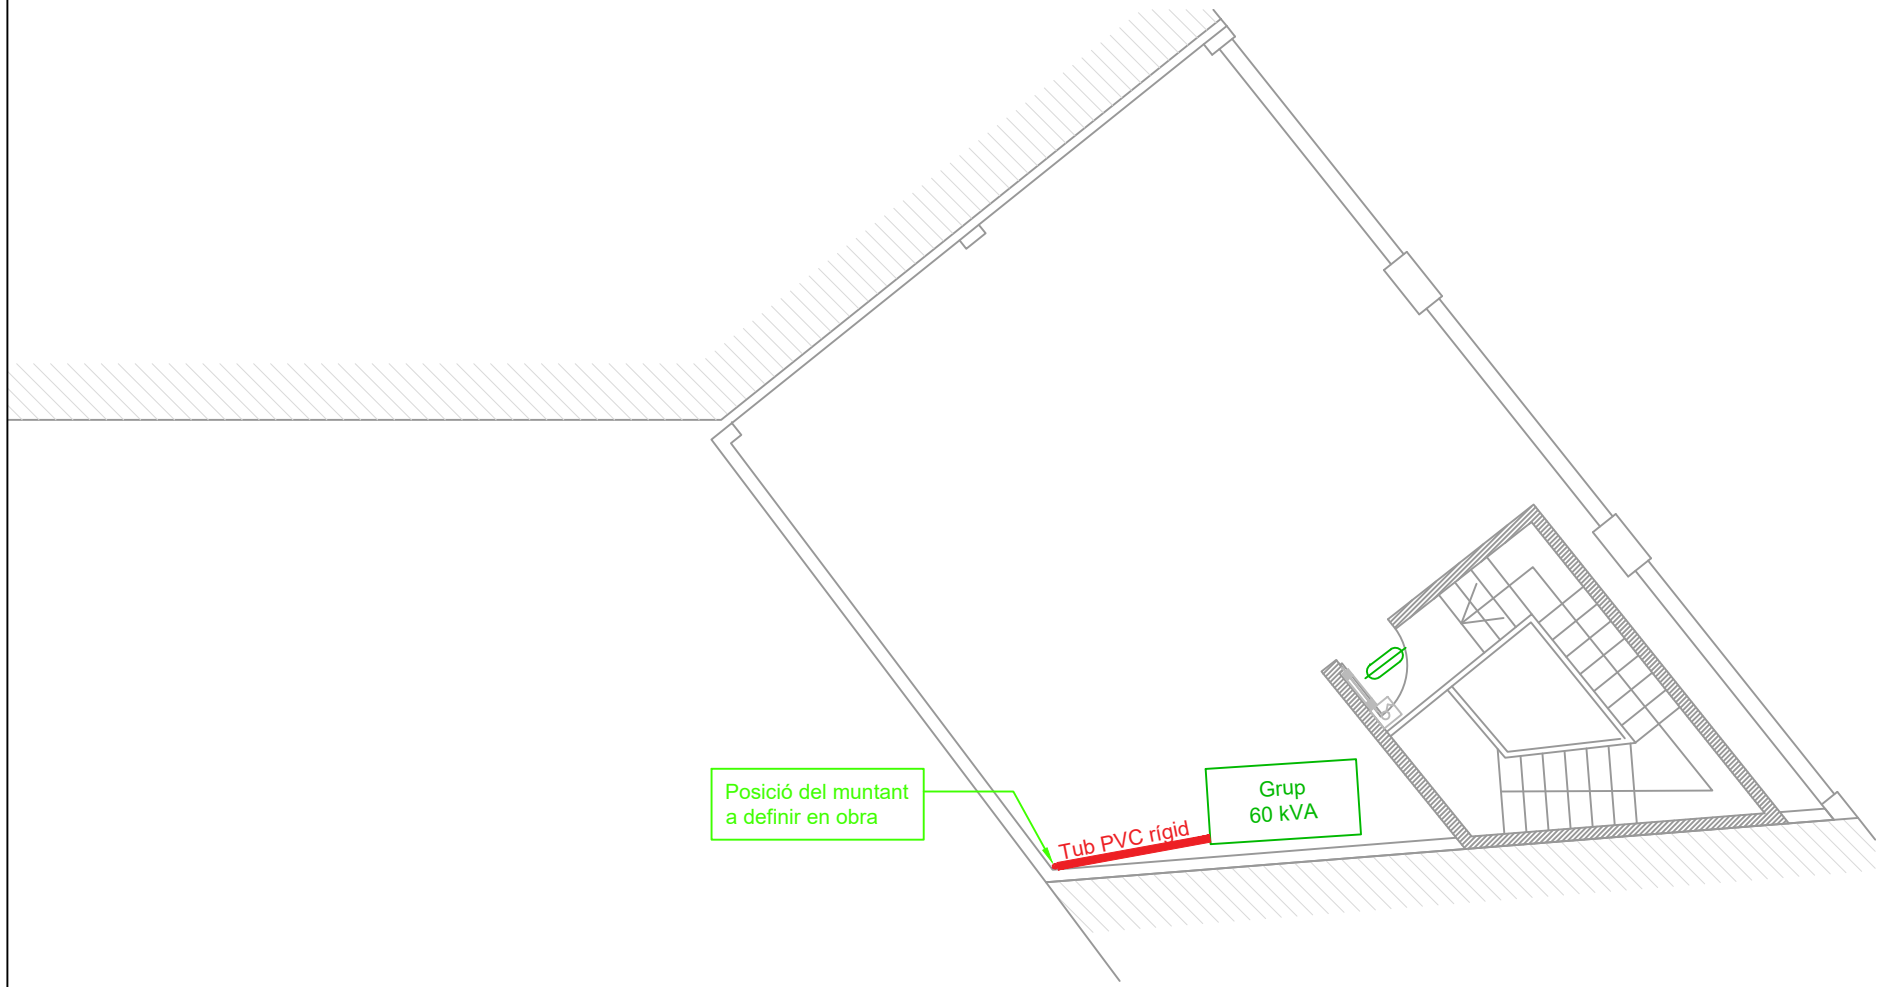 Posició del muntant
a definir en obra
Tub PVC rígid
Grup
60 kVA